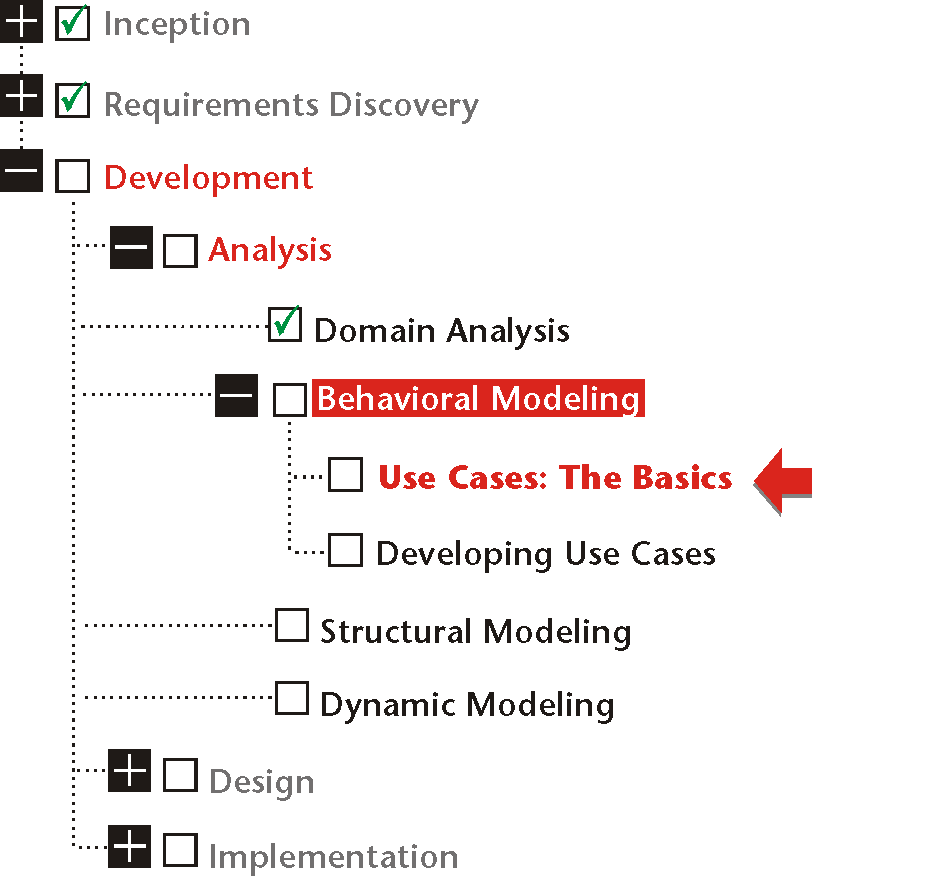 Inception
Requirements Discovery
Development
Analysis
Domain Analysis
Behavioral Modeling
Use Cases: The Basics
Developing Use Cases
Structural Modeling
Dynamic Modeling
Design
Implementation